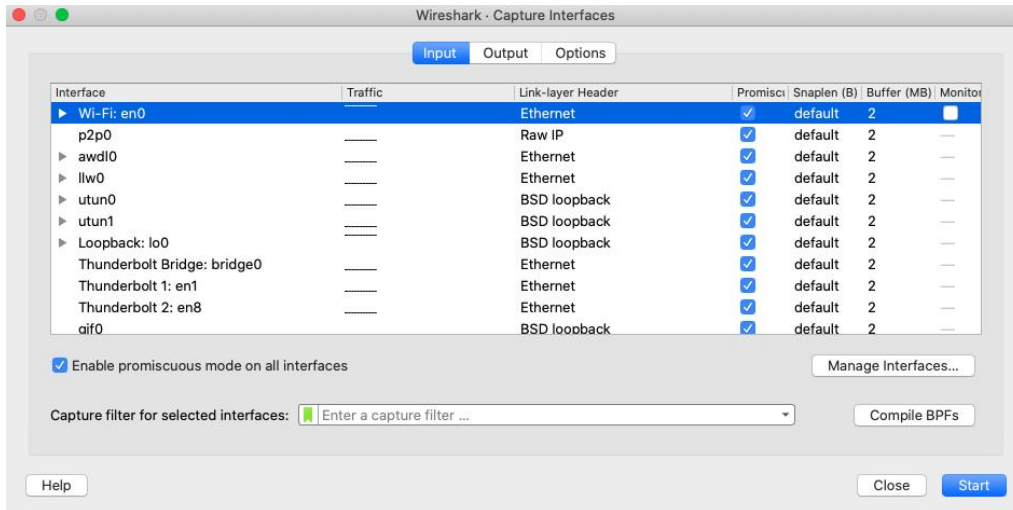 Wireshark · Capture Interfaces
Input Output Options
Interface Traffic Link-layer Header Promisc Snaplen (B) Buffer (MB) Monitor
Wi-Fi: en0 Ethernet default 2
p2p0 Raw IP default 2 —
awdl0 Ethernet default 2 —
llw0 Ethernet default 2 —
utun0 BSD loopback default 2 —
utun1 BSD loopback default 2 —
Loopback: lo0 BSD loopback default 2 —
Thunderbolt Bridge: bridge0 Ethernet default 2 —
Thunderbolt 1: en1 Ethernet default 2 —
Thunderbolt 2: en8 Ethernet default 2 —
gif0 BSD loopback default 2 —
Enable promiscuous mode on all interfaces
Manage Interfaces...
Capture filter for selected interfaces: Enter a capture filter ... Compile BPFs
Help Close Start